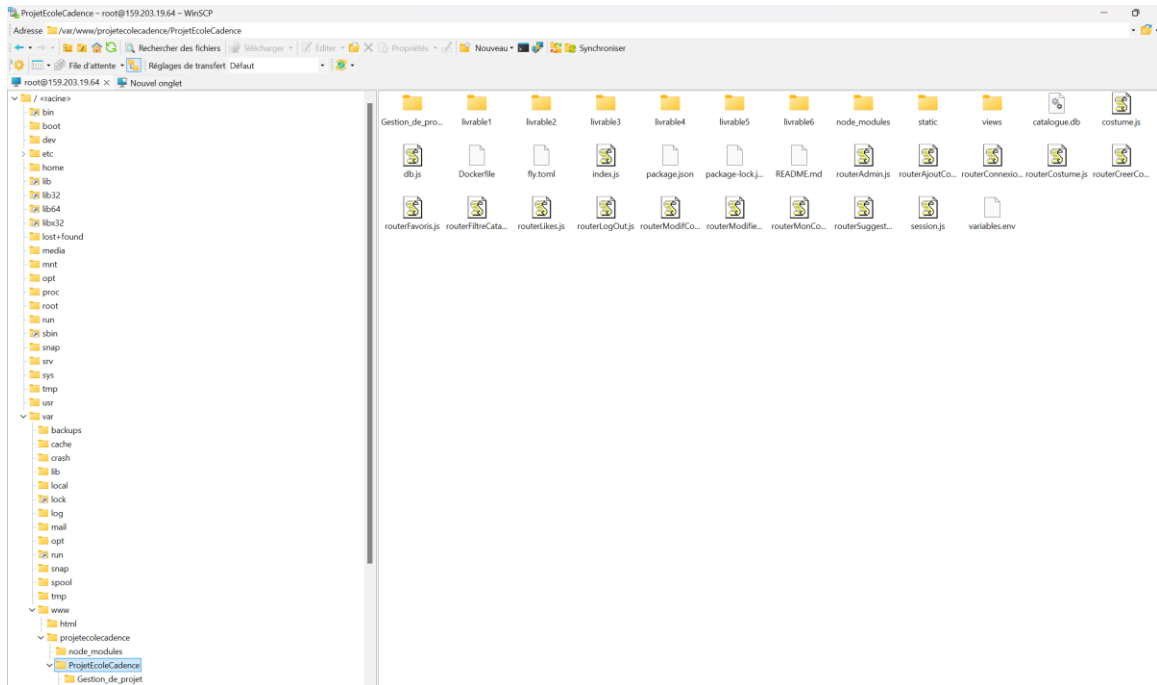 ProjetEcoleCadence – root@159.203.19.64 – WinSCP
Adresse /var/www/projetecolecadence/ProjetEcoleCadence
Rechercher des fichiers Télécharger Éditer Propriétés Nouveau Synchroniser
File d'attente Réglages de transfert Défaut
root@159.203.19.64 × Nouvel onglet
/ <racine>
bin
boot
dev
etc
home
lib
lib32
lib64
libx32
lost+found
media
mnt
opt
proc
root
run
sbin
snap
srv
sys
tmp
usr
var
backups
cache
crash
lib
local
lock
log
mail
opt
run
snap
spool
tmp
www
html
projetecolecadence
node_modules
ProjetEcoleCadence
Gestion_de_projet
Gestion_de_pro... livrable1 livrable2 livrable3 livrable4 livrable5 livrable6 node_modules static views catalogue.db costume.js
db.js Dockerfile fly.toml index.js package.json package-lock.j... README.md routerAdmin.js routerAjoutCo... routerConnexio... routerCostume.js routerCreerCo...
routerFavoris.js routerFiltreCata... routerLikes.js routerLogOut.js routerModifCo... routerModifie... routerMonCo... routerSuggest... session.js variables.env